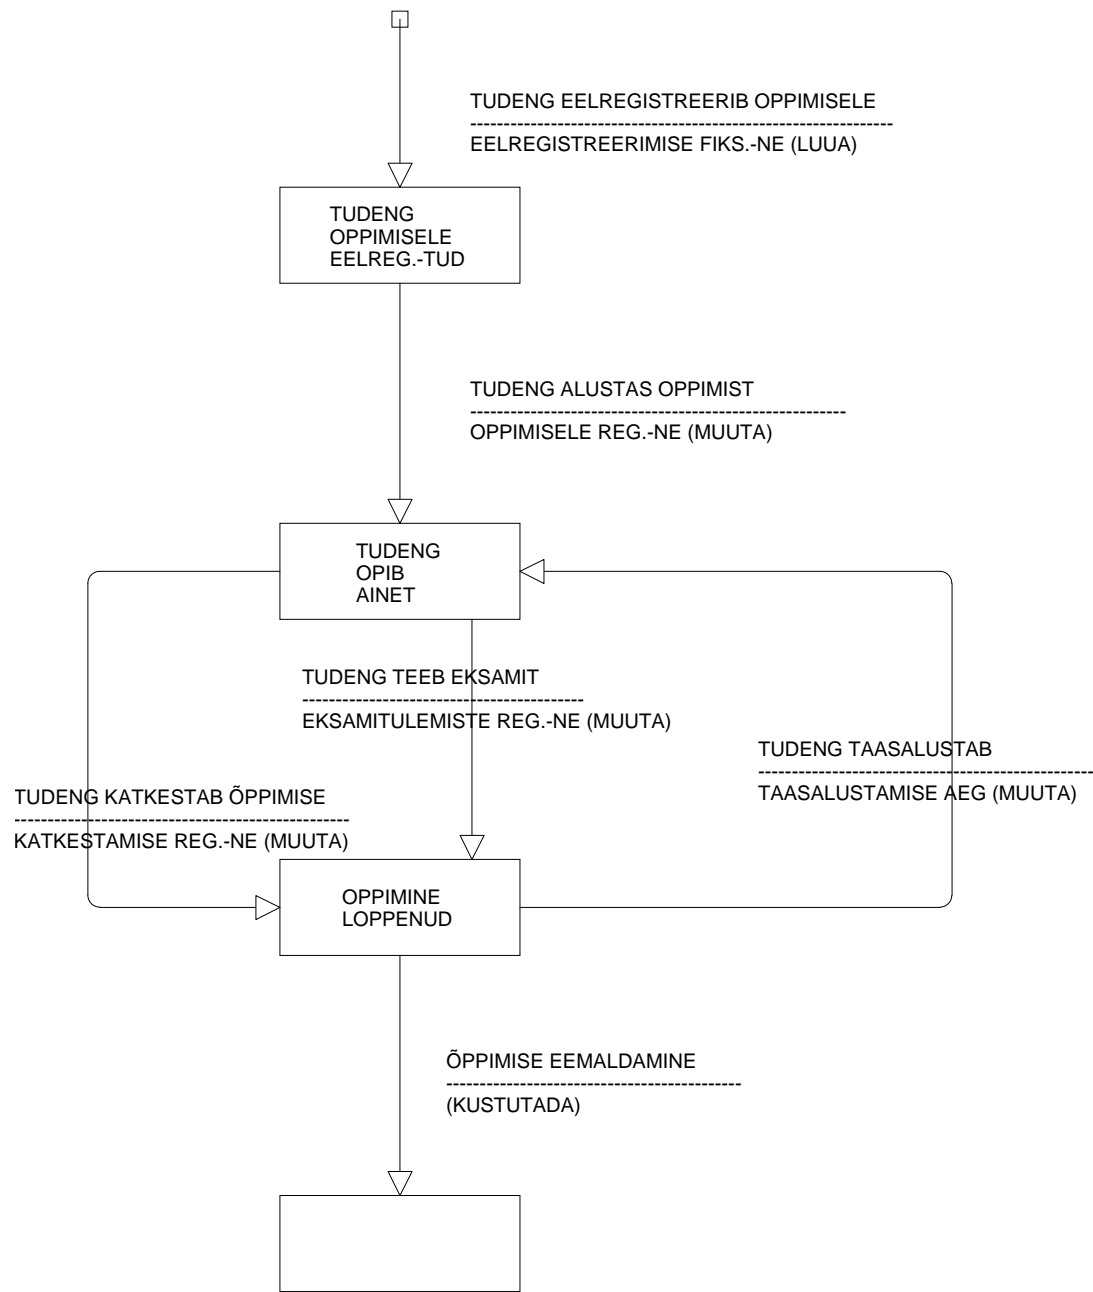 TUDENG EELREGISTREERIB OPPIMISELE
---------------------------------------------------------------
EELREGISTREERIMISE FIKS.-NE (LUUA)
TUDENG
OPPIMISELE
EELREG.-TUD
TUDENG ALUSTAS OPPIMIST
--------------------------------------------------------
OPPIMISELE REG.-NE (MUUTA)
TUDENG
OPIB
AINET
TUDENG TEEB EKSAMIT
------------------------------------------
EKSAMITULEMISTE REG.-NE (MUUTA)
TUDENG TAASALUSTAB
--------------------------------------------------
TAASALUSTAMISE AEG (MUUTA)
TUDENG KATKESTAB ÕPPIMISE
--------------------------------------------------
KATKESTAMISE REG.-NE (MUUTA)
OPPIMINE
LOPPENUD
ÕPPIMISE EEMALDAMINE
--------------------------------------------
(KUSTUTADA)